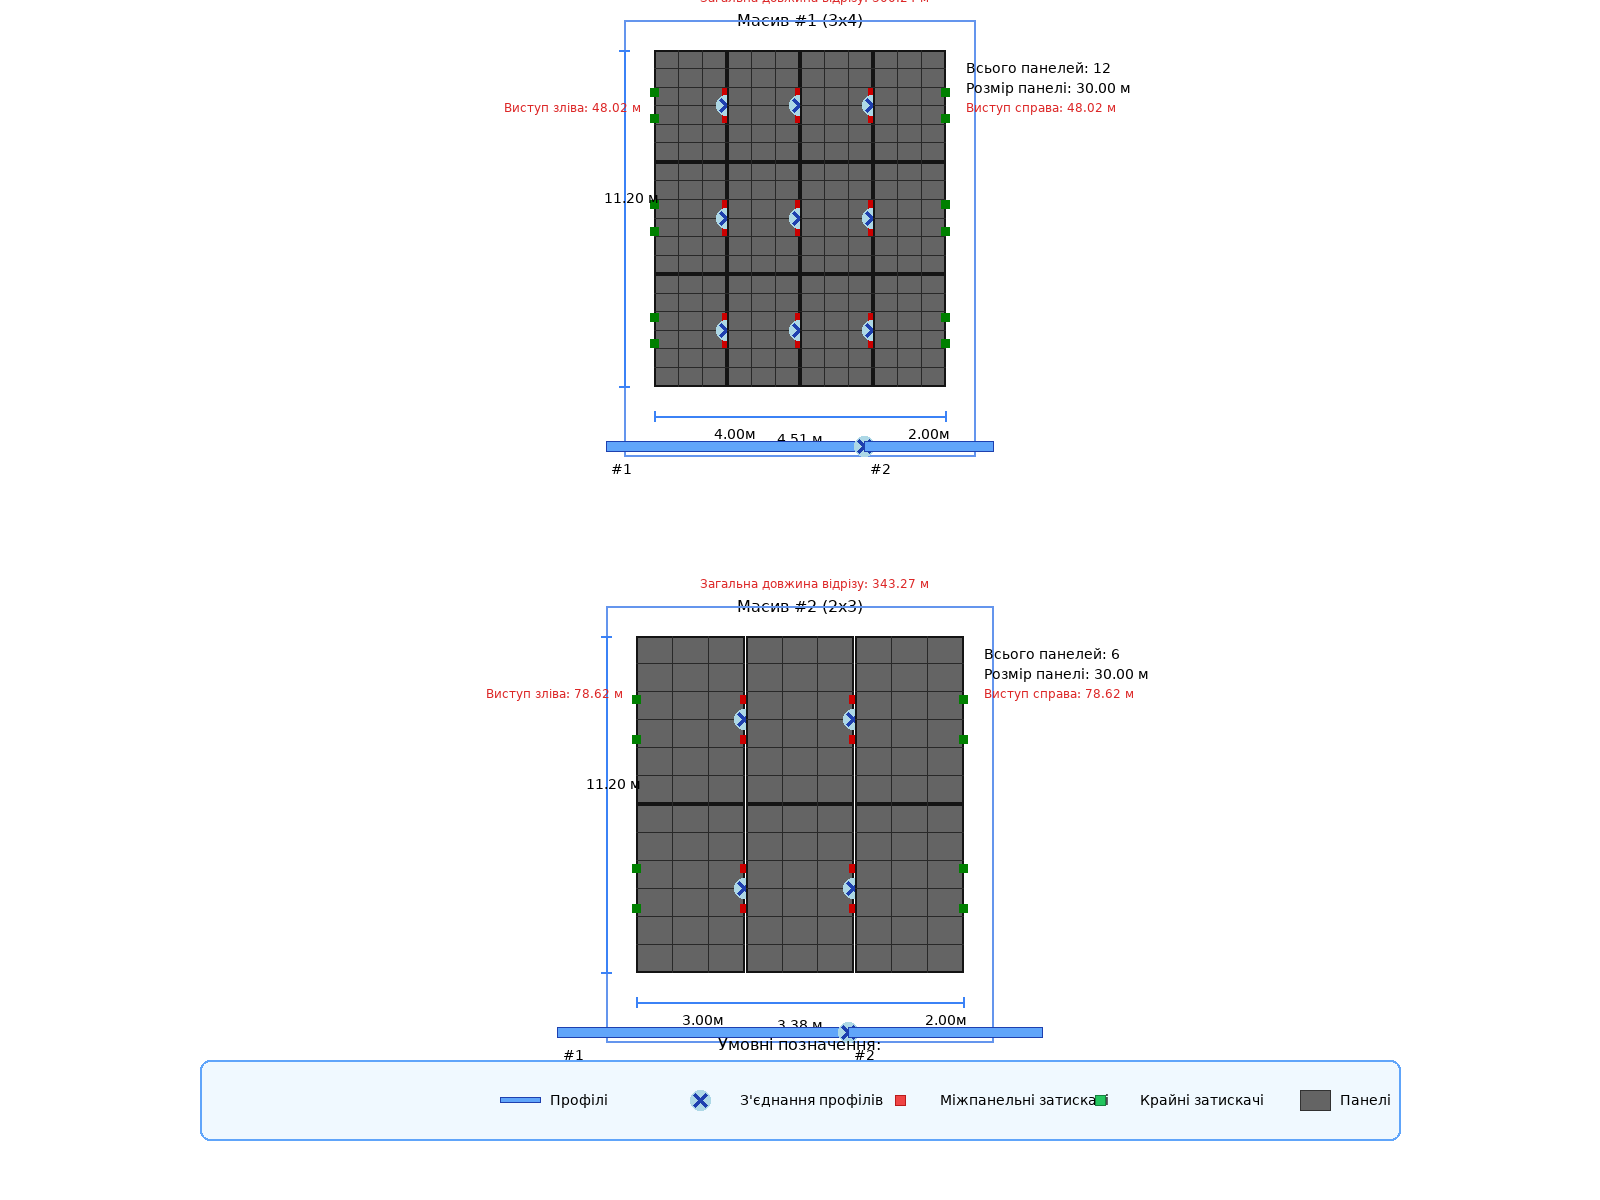 Масив #1 (3x4)
Всього панелей: 12
Розмір панелі: 30.00 м
Виступ зліва: 48.02 м
Виступ справа: 48.02 м
11.20 м
4.00м
4.51 м
2.00м
#1
#2
Загальна довжина відрізу: 343.27 м
Масив #2 (2x3)
Всього панелей: 6
Розмір панелі: 30.00 м
Виступ зліва: 78.62 м
Виступ справа: 78.62 м
11.20 м
3.00м
3.38 м
2.00м
Умовні позначення:
#1
#2
Профілі
З'єднання профілів
Міжпанельні затискачі
Крайні затискачі
Панелі